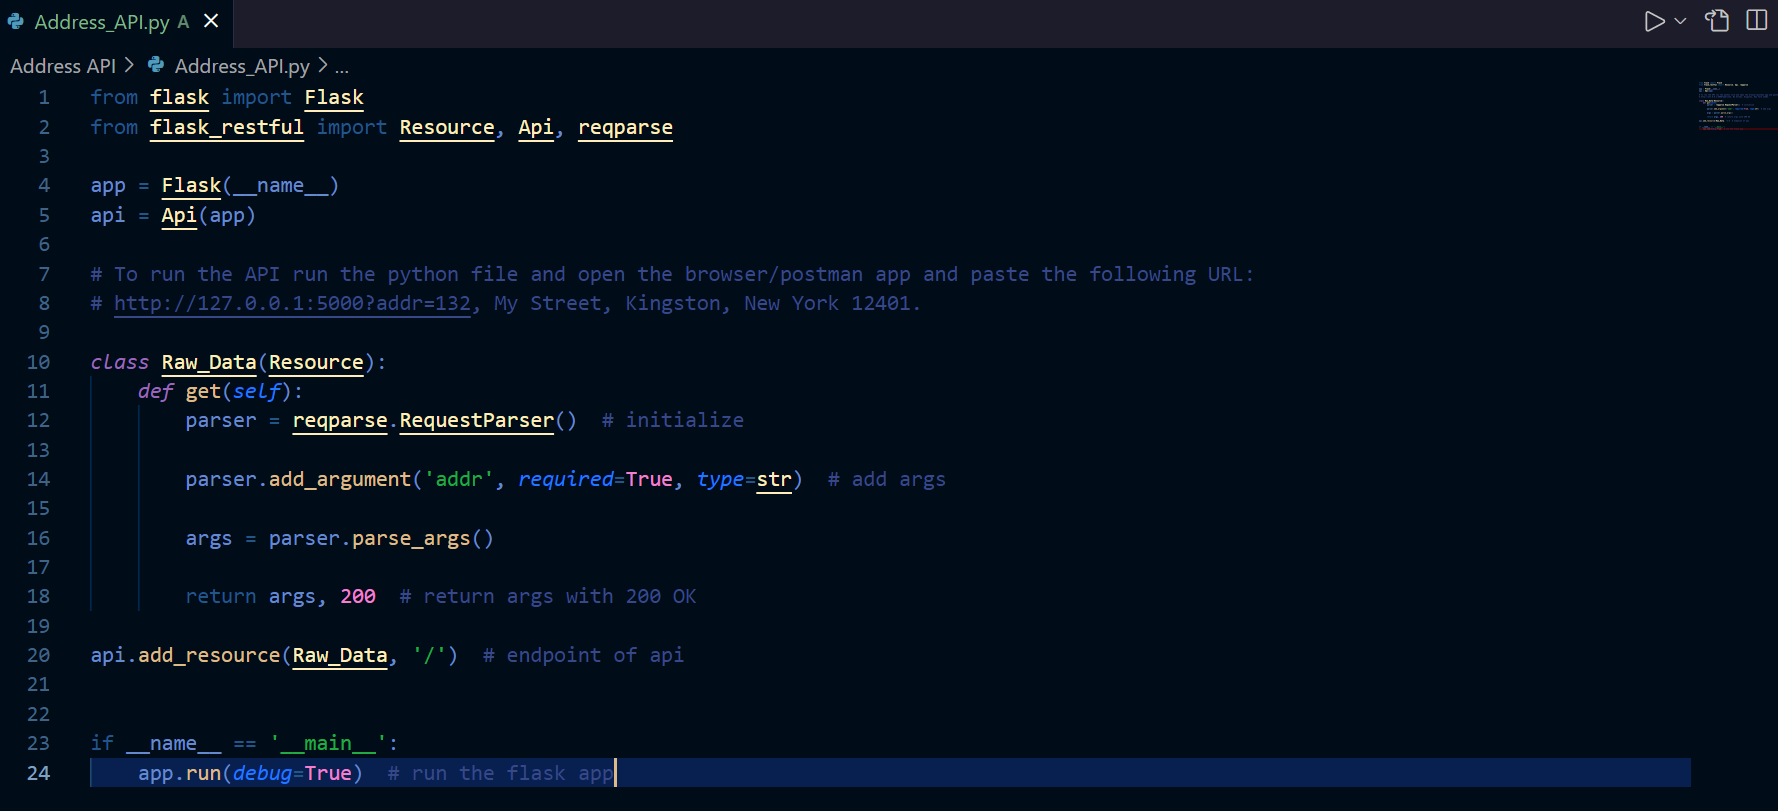 Address_API.py A
Address API > Address_API.py > ...
1 from flask import Flask
2 from flask_restful import Resource, Api, reqparse
3
4 app = Flask(__name__)
5 api = Api(app)
6
7 # To run the API run the python file and open the browser/postman app and paste the following URL:
8 # http://127.0.0.1:5000?addr=132, My Street, Kingston, New York 12401.
9
10 class Raw_Data(Resource):
11     def get(self):
12         parser = reqparse.RequestParser()  # initialize
13
14         parser.add_argument('addr', required=True, type=str)  # add args
15
16         args = parser.parse_args()
17
18         return args, 200  # return args with 200 OK
19
20 api.add_resource(Raw_Data, '/')  # endpoint of api
21
22
23 if __name__ == '__main__':
24     app.run(debug=True)  # run the flask app